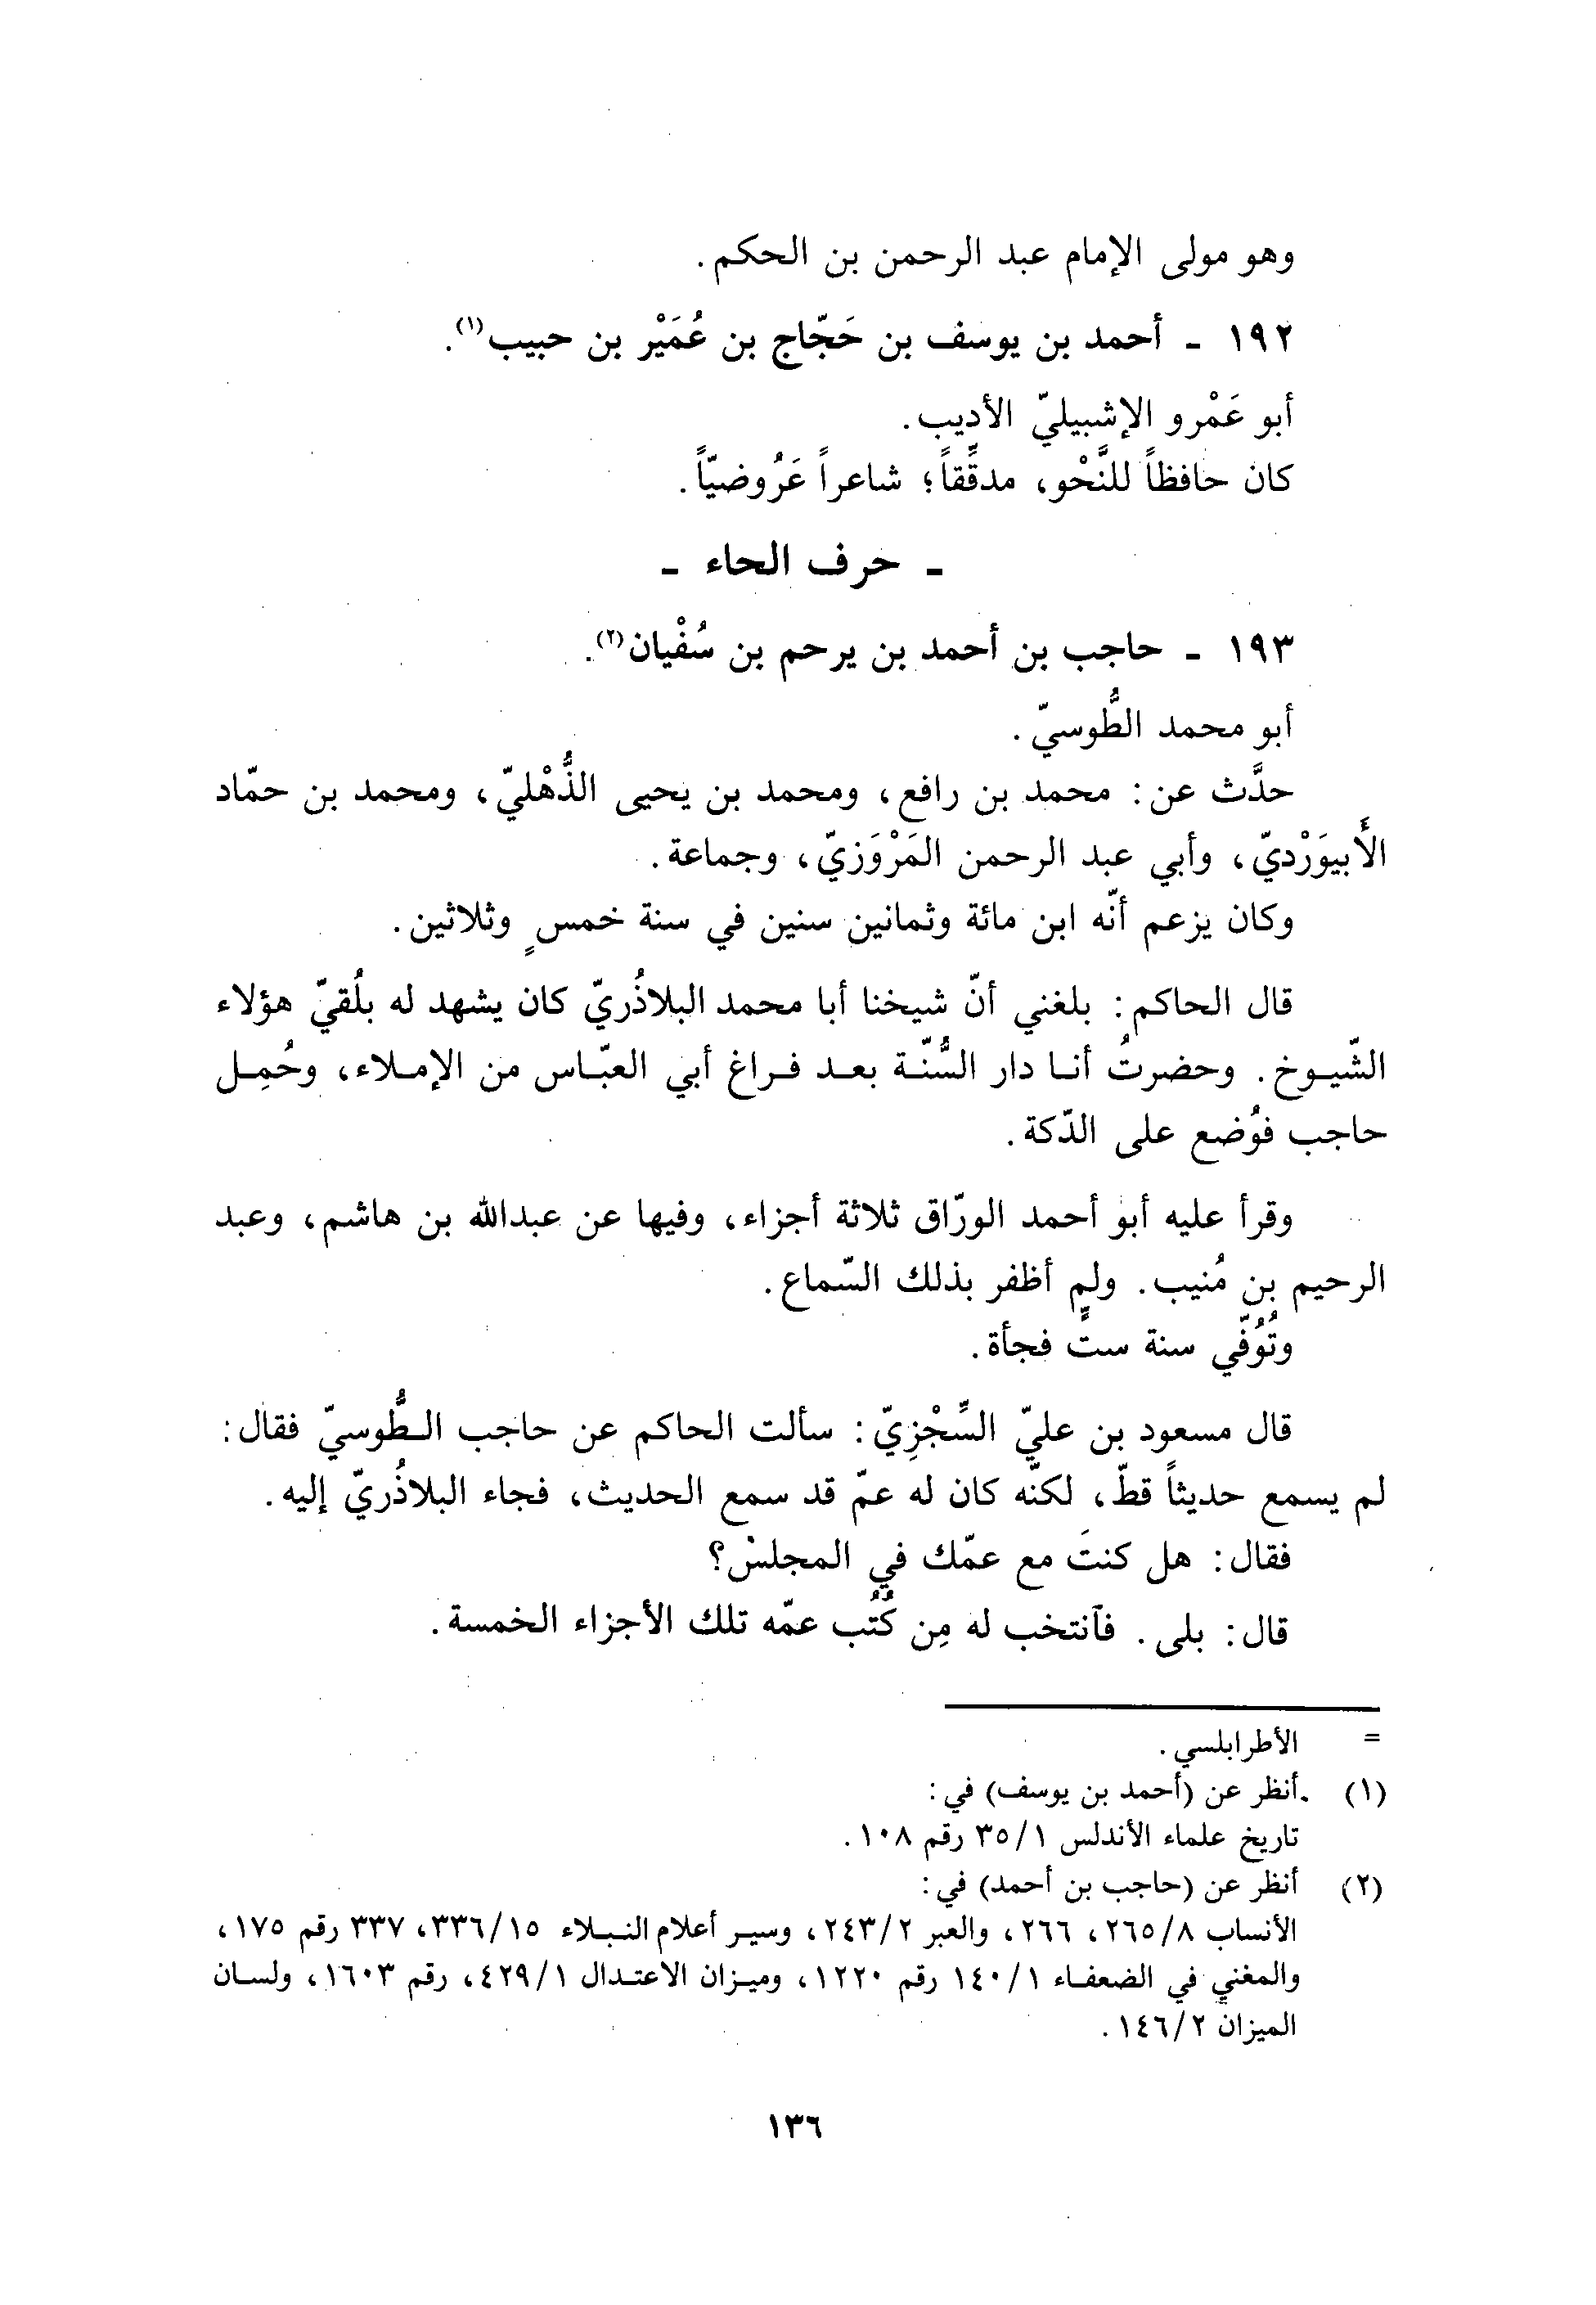 وهو مولى الإمام عبد الرحمن بن الحكم.
١٩٢ - أحمد بن يوسف بن حَجّاج بن عُمَيْر بن حبيب(١).
أبو عَمْرو الإشبيليّ الأديب.
كان حافظاً للنَّحْو، مدقِّقاً؛ شاعراً عَرُوضيّاً.
- حرف الحاء -
١٩٣ - حاجب بن أحمد بن يرحم بن سُفْيان(٢).
أبو محمد الطُّوسيّ.
حدَّث عن: محمد بن رافع، ومحمد بن يحيى الذُّهْليّ، ومحمد بن حمّاد
الأَبيوَرْديّ، وأبي عبد الرحمن المَرْوَزيّ، وجماعة.
وكان يزعم أنّه ابن مائة وثمانين سنين في سنة خمسٍ وثلاثين.
قال الحاكم: بلغني أنّ شيخنا أبا محمد البلاذُريّ كان يشهد له بلُقيّ هؤلاء
الشّيوخ. وحضرتُ أنا دار السُّنّة بعد فراغ أبي العبّاس من الإملاء، وحُمِل
حاجب فوُضع على الدّكة.
وقرأ عليه أبو أحمد الورّاق ثلاثة أجزاء، وفيها عن عبدالله بن هاشم، وعبد
الرحيم بن مُنيب. ولم أظفر بذلك السّماع.
وتُوُفّي سنة ستٍّ فجأة.
قال مسعود بن عليّ السِّجْزِيّ: سألت الحاكم عن حاجب الطُّوسيّ فقال:
لم يسمع حديثاً قطّ، لكنّه كان له عمّ قد سمع الحديث، فجاء البلاذُريّ إليه.
فقال: هل كنتَ مع عمّك في المجلس؟
قال: بلى. فآنتخب له مِن كُتُب عمّه تلك الأجزاء الخمسة.
= الأطرابلسي.
(١) أنظر عن (أحمد بن يوسف) في:
تاريخ علماء الأندلس ٣٥/١ رقم ١٠٨.
(٢) أنظر عن (حاجب بن أحمد) في:
الأنساب ٢٦٥/٨، ٢٦٦، والعبر ٢٤٣/٢، وسير أعلام النبلاء ٣٣٦/١٥، ٣٣٧ رقم ١٧٥،
والمغني في الضعفاء ١٤٠/١ رقم ١٢٢٠، وميزان الاعتدال ٤٢٩/١، رقم ١٦٠٣، ولسان
الميزان ١٤٦/٢.
١٣٦